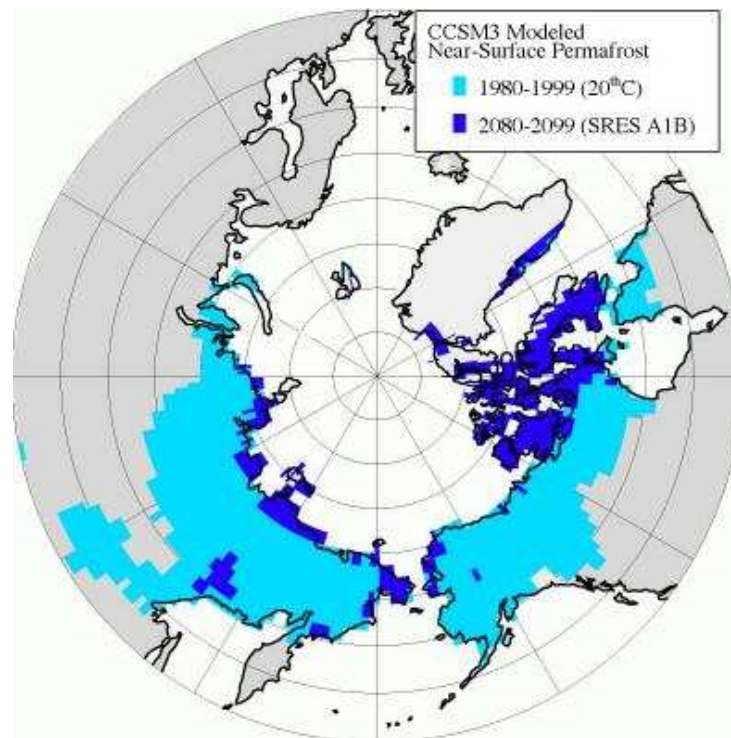 CCSM3 Modeled
Near-Surface Permafrost
1980-1999 (20thC)
2080-2099 (SRES A1B)